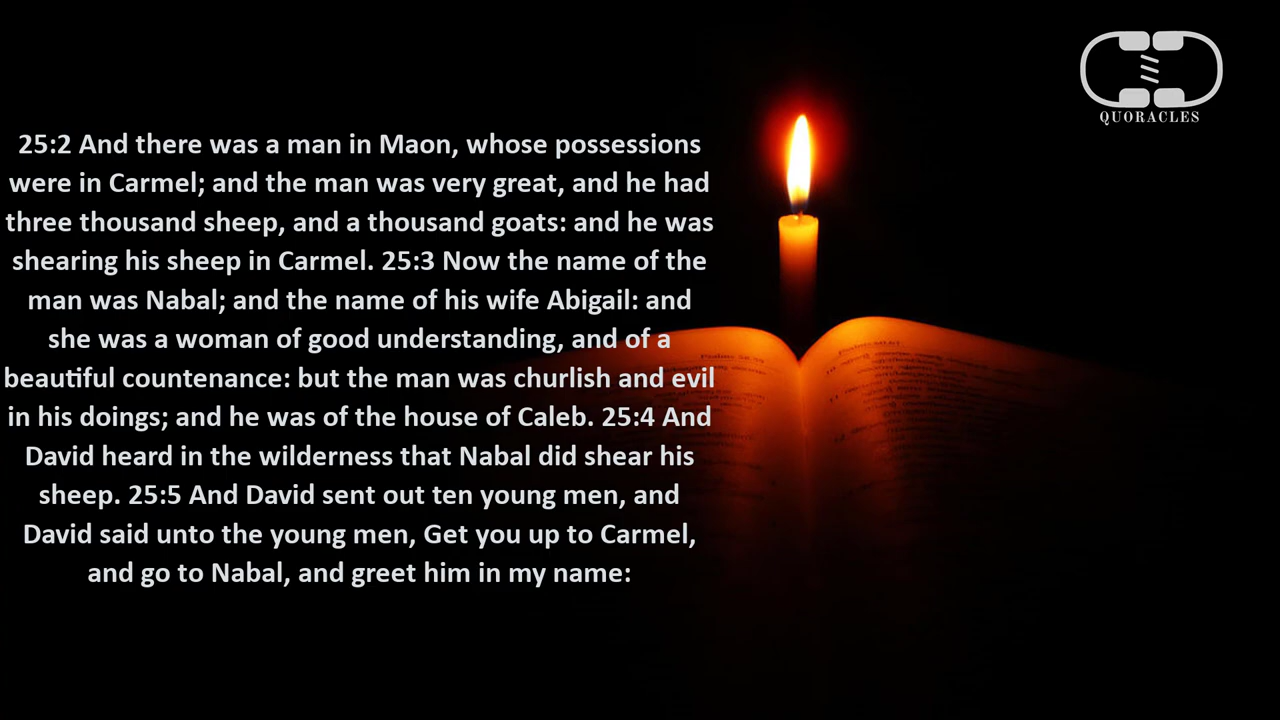 QUORACLES
25:2 And there was a man in Maon, whose possessions
were in Carmel; and the man was very great, and he had
three thousand sheep, and a thousand goats: and he was
shearing his sheep in Carmel. 25:3 Now the name of the
man was Nabal; and the name of his wife Abigail: and
she was a woman of good understanding, and of a
beautiful countenance: but the man was churlish and evil
in his doings; and he was of the house of Caleb. 25:4 And
David heard in the wilderness that Nabal did shear his
sheep. 25:5 And David sent out ten young men, and
David said unto the young men, Get you up to Carmel,
and go to Nabal, and greet him in my name: